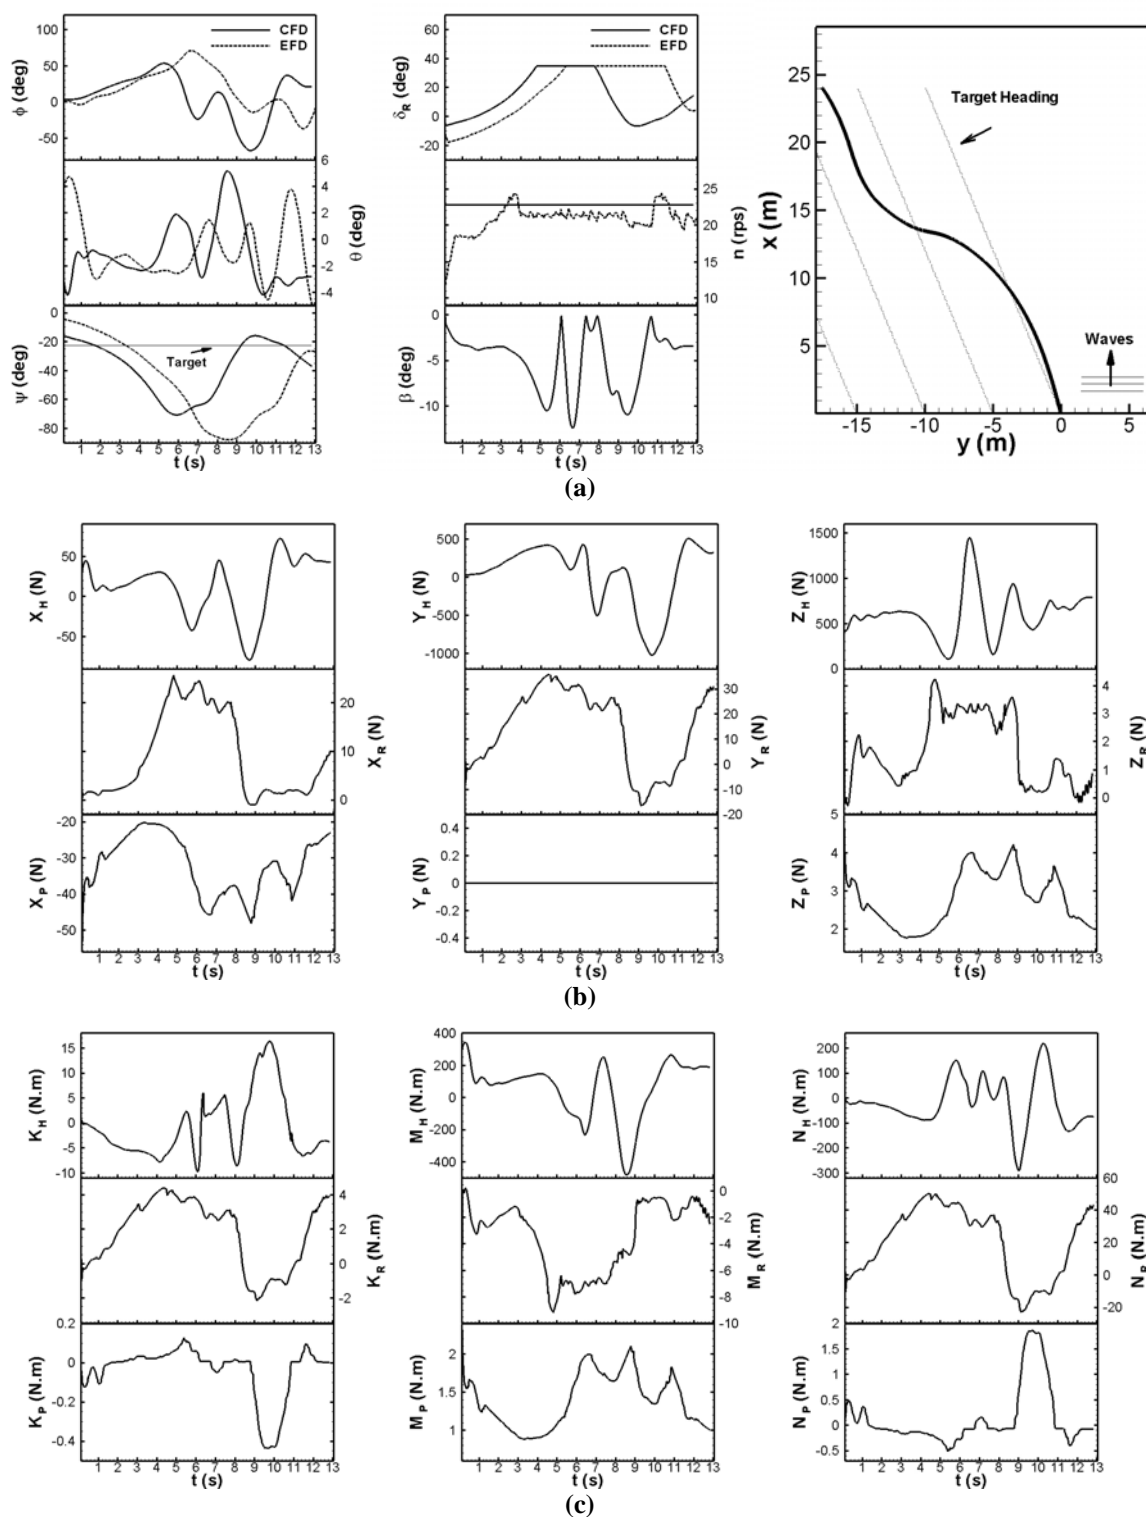 CFD
EFD
100
50
0
-50
ϕ (deg)
6
4
2
0
-2
-4
θ (deg)
0
-20
-40
-60
-80
ψ (deg)
Target
1 2 3 4 5 6 7 8 9 10 11 12 13
t (s)
CFD
EFD
60
40
20
0
-20
δR (deg)
25
20
15
10
n (rps)
0
-5
-10
β (deg)
1 2 3 4 5 6 7 8 9 10 11 12 13
t (s)
25
20
15
10
5
x (m)
Target Heading
Waves
-15 -10 -5 0 5
y (m)
(a)
50
0
-50
XH (N)
20
10
0
XR (N)
-20
-30
-40
-50
XP (N)
1 2 3 4 5 6 7 8 9 10 11 12 13
t (s)
500
0
-500
-1000
YH (N)
30
20
10
0
-10
-20
YR (N)
0.4
0.2
0
-0.2
-0.4
YP (N)
1 2 3 4 5 6 7 8 9 10 11 12 13
t (s)
1500
1000
500
0
ZH (N)
4
3
2
1
0
ZR (N)
5
4
3
2
ZP (N)
1 2 3 4 5 6 7 8 9 10 11 12 13
t (s)
(b)
15
10
5
0
-5
-10
KH (N.m)
4
2
0
-2
KR (N.m)
0.2
0
-0.2
-0.4
KP (N.m)
1 2 3 4 5 6 7 8 9 10 11 12 13
t (s)
400
200
0
-200
-400
MH (N.m)
0
-2
-4
-6
-8
-10
MR (N.m)
2
1.5
1
MP (N.m)
1 2 3 4 5 6 7 8 9 10 11 12 13
t (s)
200
100
0
-100
-200
-300
NH (N.m)
60
40
20
0
-20
NR (N.m)
2
1.5
1
0.5
0
-0.5
NP (N.m)
1 2 3 4 5 6 7 8 9 10 11 12 13
t (s)
(c)